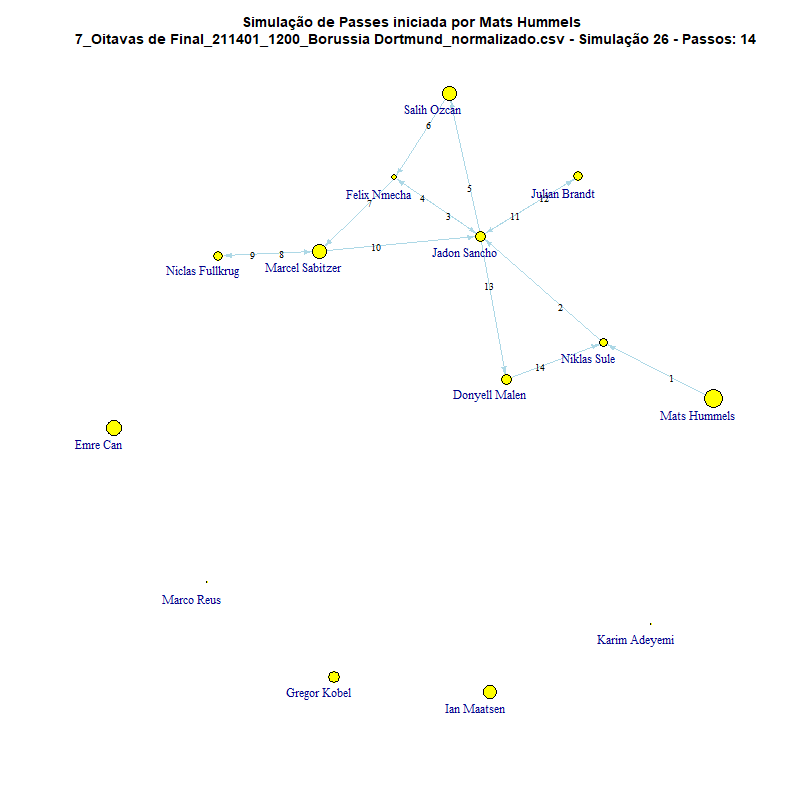 Simulação de Passes iniciada por Mats Hummels
7_Oitavas de Final_211401_1200_Borussia Dortmund_normalizado.csv - Simulação 26 - Passos: 14
Salih Ozcan
6
Felix Nmecha
4
5
Julian Brandt
12
7
3
11
10
Jadon Sancho
9
8
Niclas Fullkrug
Marcel Sabitzer
13
2
Niklas Sule
14
1
Donyell Malen
Mats Hummels
Emre Can
Marco Reus
Karim Adeyemi
Gregor Kobel
Ian Maatsen